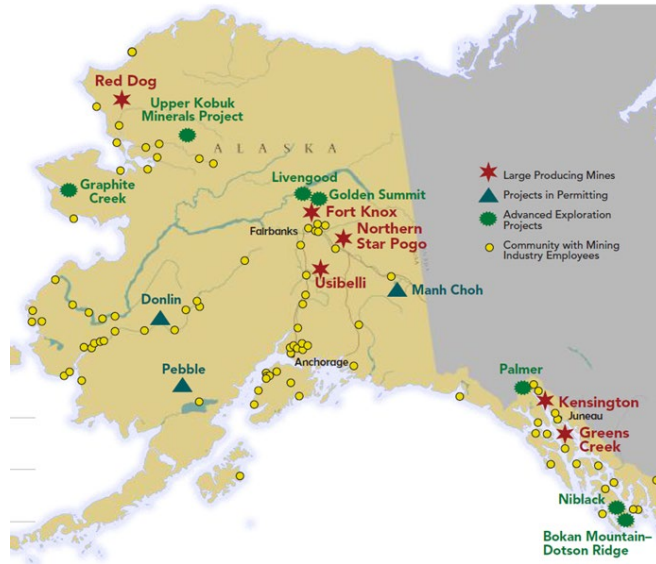 Red Dog
Upper Kobuk
Minerals Project
ALASKA
Graphite
Creek
Livengood
Golden Summit
Fort Knox
Fairbanks
Northern
Star Pogo
Usibelli
Large Producing Mines
Projects in Permitting
Advanced Exploration
Projects
Community with Mining
Industry Employees
Donlin
Manh Choh
Pebble
Anchorage
Palmer
Kensington
Juneau
Greens
Creek
Niblack
Bokan Mountain–
Dotson Ridge